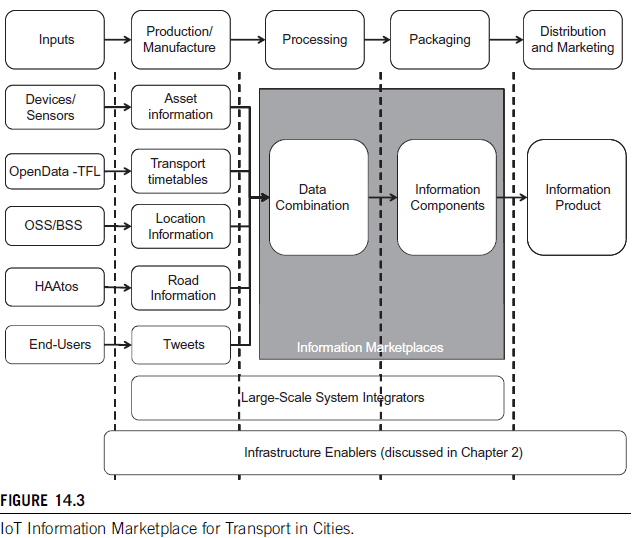 Inputs
Production/
Manufacture
Processing
Packaging
Distribution
and Marketing
Devices/
Sensors
Asset
information
OpenData -TFL
Transport
timetables
OSS/BSS
Location
Information
HAAtos
Road
Information
End-Users
Tweets
Data
Combination
Information
Components
Information
Product
Information Marketplaces
Large-Scale System Integrators
Infrastructure Enablers (discussed in Chapter 2)
FIGURE 14.3
IoT Information Marketplace for Transport in Cities.